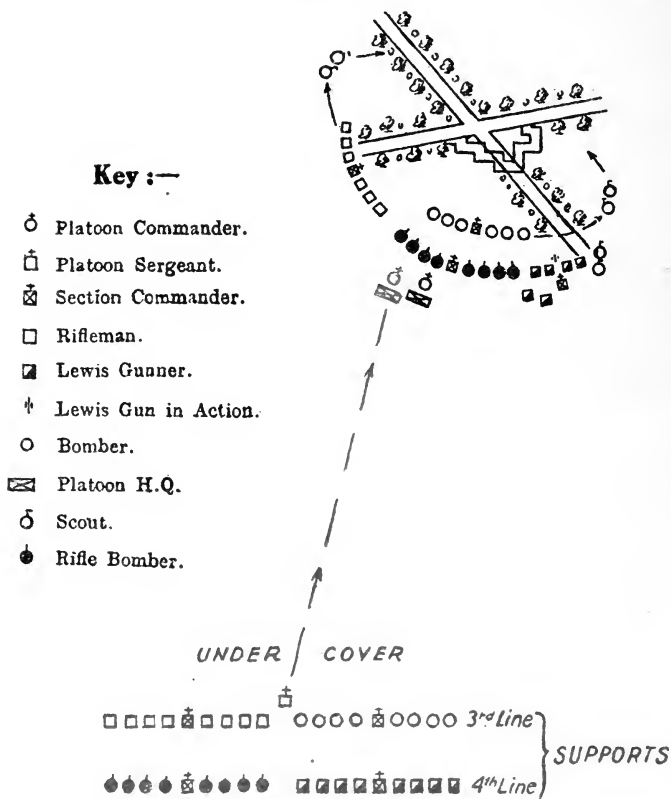 Key :—
Platoon Commander.
Platoon Sergeant.
Section Commander.
Rifleman.
Lewis Gunner.
Lewis Gun in Action.
Bomber.
Platoon H.Q.
Scout.
Rifle Bomber.
UNDER COVER
3rd Line
SUPPORTS
4th Line